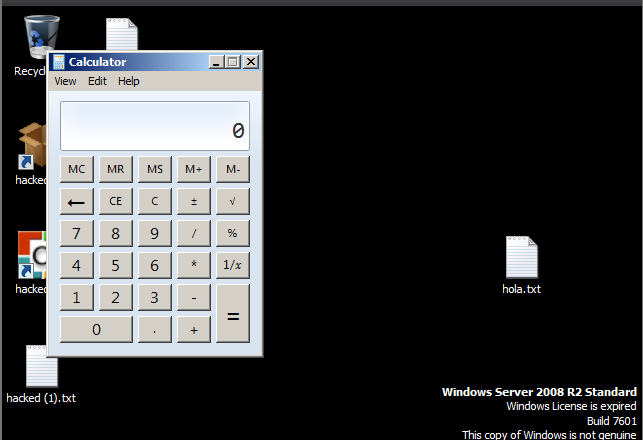 Calculator
View Edit Help
0
MC MR MS M+ M-
← CE C ± √
7 8 9 / %
4 5 6 * 1/x
1 2 3 - =
0 . +
Recyc
hacked
hacked
hacked (1).txt
hola.txt
Windows Server 2008 R2 Standard
Windows License is expired
Build 7601
This copy of Windows is not genuine